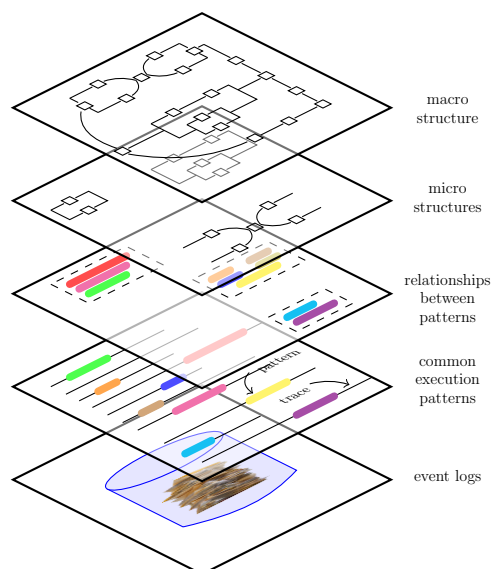 macro
structure
micro
structures
relationships
between
patterns
pattern
trace
common
execution
patterns
event logs